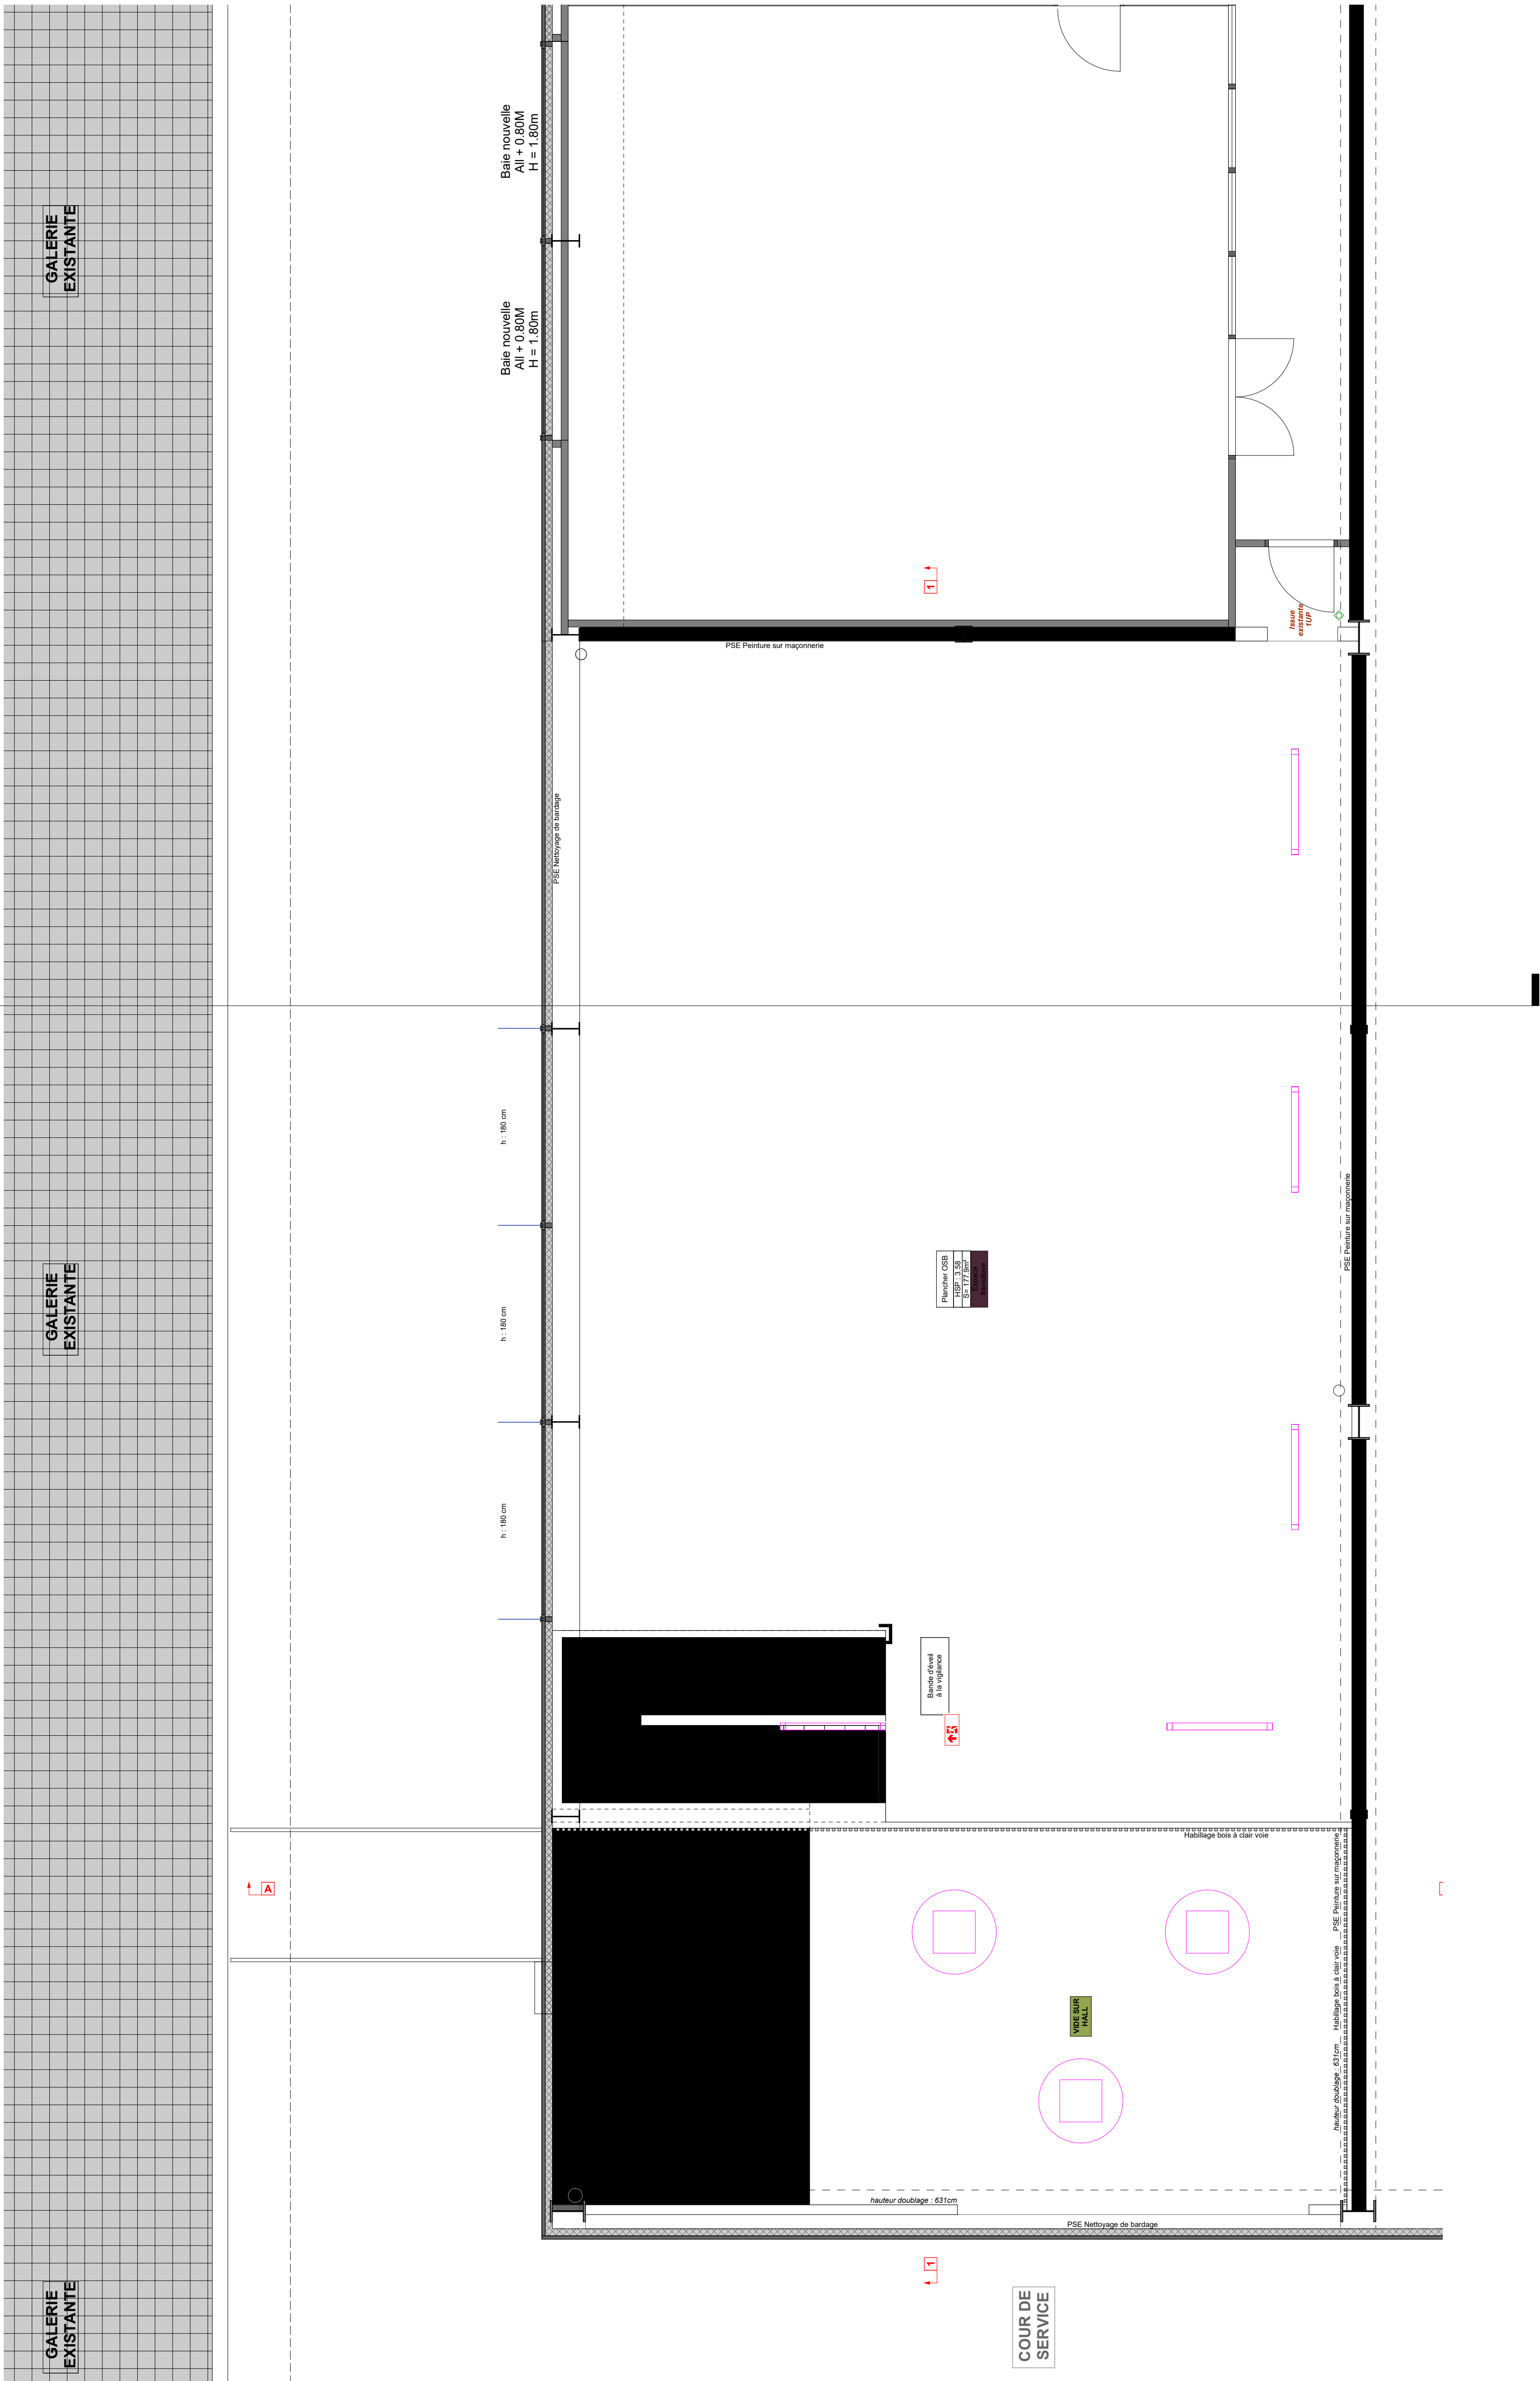 GALERIE
EXISTANTE
Baie nouvelle
All + 0.80M
H = 1.80m
Baie nouvelle
All + 0.80M
H = 1.80m
1
Issue
existante
1UP
PSE Peinture sur maçonnerie
PSE Nettoyage de bardage
h : 180 cm
GALERIE
EXISTANTE
h : 180 cm
Plancher OSB
HSP : 3.58
S= 177.9m²
Espace
PSE Peinture sur maçonnerie
h : 180 cm
Bande d'éveil
à la vigilance
Habillage bois à clair voie
A
PSE Peinture sur maçonnerie
Habillage bois à clair voie
hauteur doublage : 631cm
VIDE SUR
HALL
hauteur doublage : 631cm
PSE Nettoyage de bardage
1
GALERIE
EXISTANTE
COUR DE
SERVICE